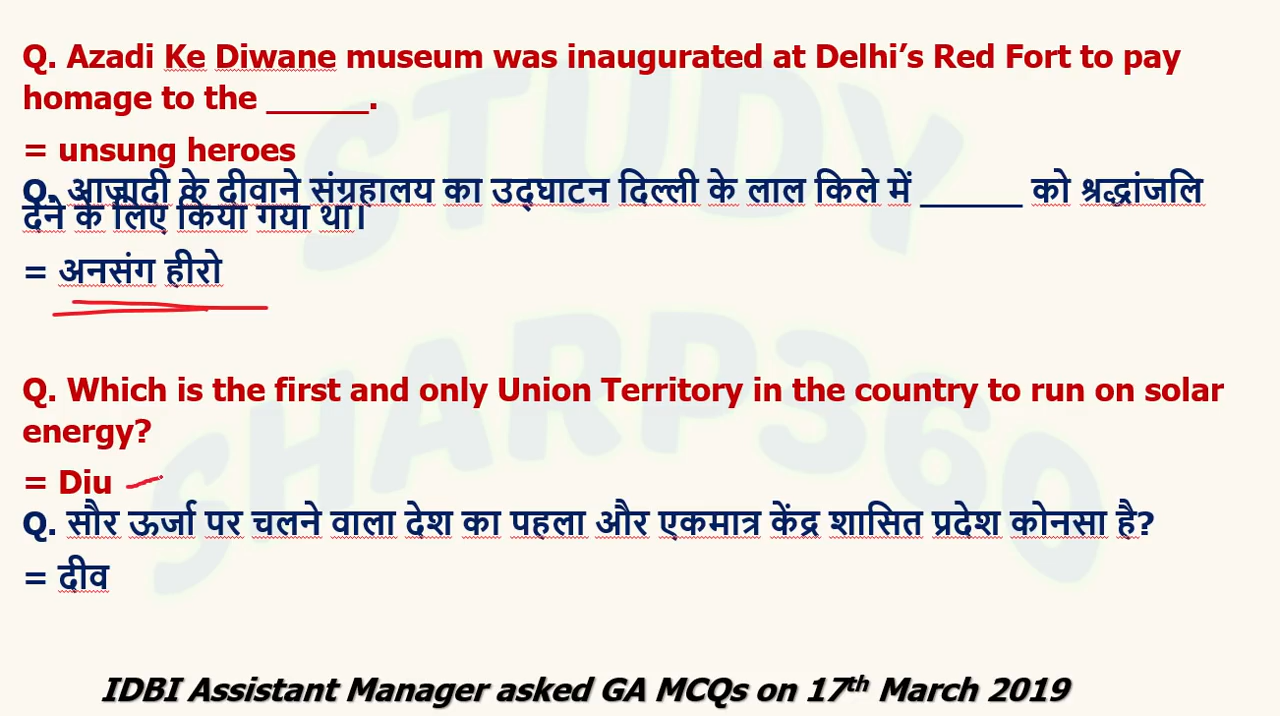 Q. Azadi Ke Diwane museum was inaugurated at Delhi’s Red Fort to pay
homage to the ______.
= unsung heroes
Q. आजादी के दीवाने संग्रहालय का उद्घाटन दिल्ली के लाल किले में ______ को श्रद्धांजलि
देने के लिए किया गया था।
= अनसंग हीरो
Q. Which is the first and only Union Territory in the country to run on solar
energy?
= Diu
Q. सौर ऊर्जा पर चलने वाला देश का पहला और एकमात्र केंद्र शासित प्रदेश कोनसा है?
= दीव
IDBI Assistant Manager asked GA MCQs on 17th March 2019
STUDY
SHARP360